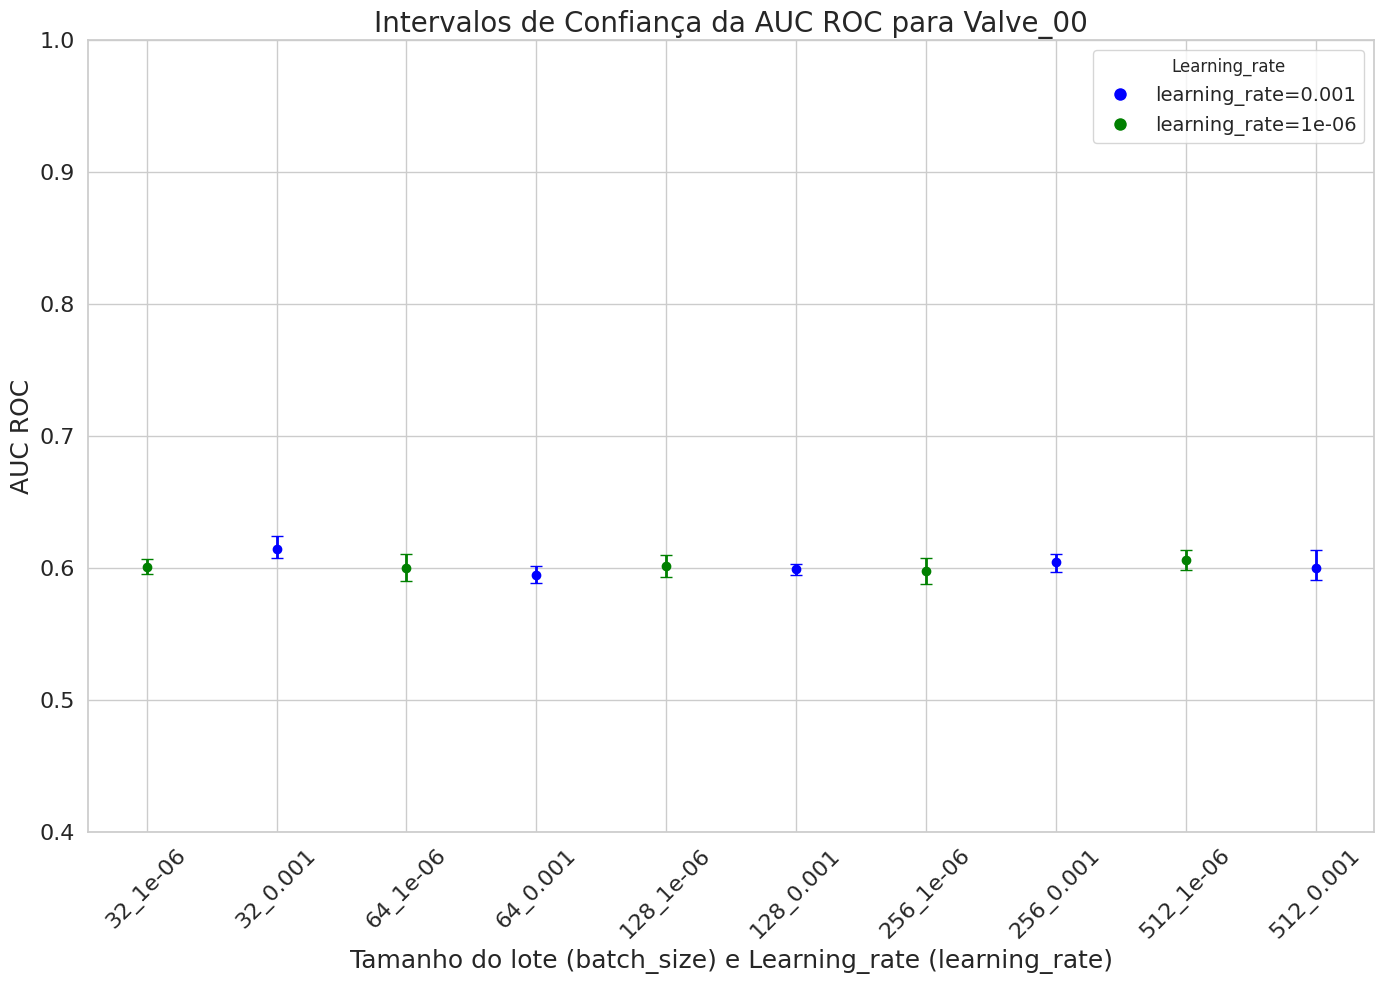 Intervalos de Confiança da AUC ROC para Valve_00
Learning_rate
learning_rate=0.001
learning_rate=1e-06
AUC ROC
1.0
0.9
0.8
0.7
0.6
0.5
0.4
32_1e-06
32_0.001
64_1e-06
64_0.001
128_1e-06
128_0.001
256_1e-06
256_0.001
512_1e-06
512_0.001
Tamanho do lote (batch_size) e Learning_rate (learning_rate)